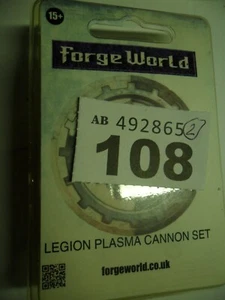 15+
Forge World
AB 4928652
108
LEGION PLASMA CANNON SET
forgeworld.co.uk